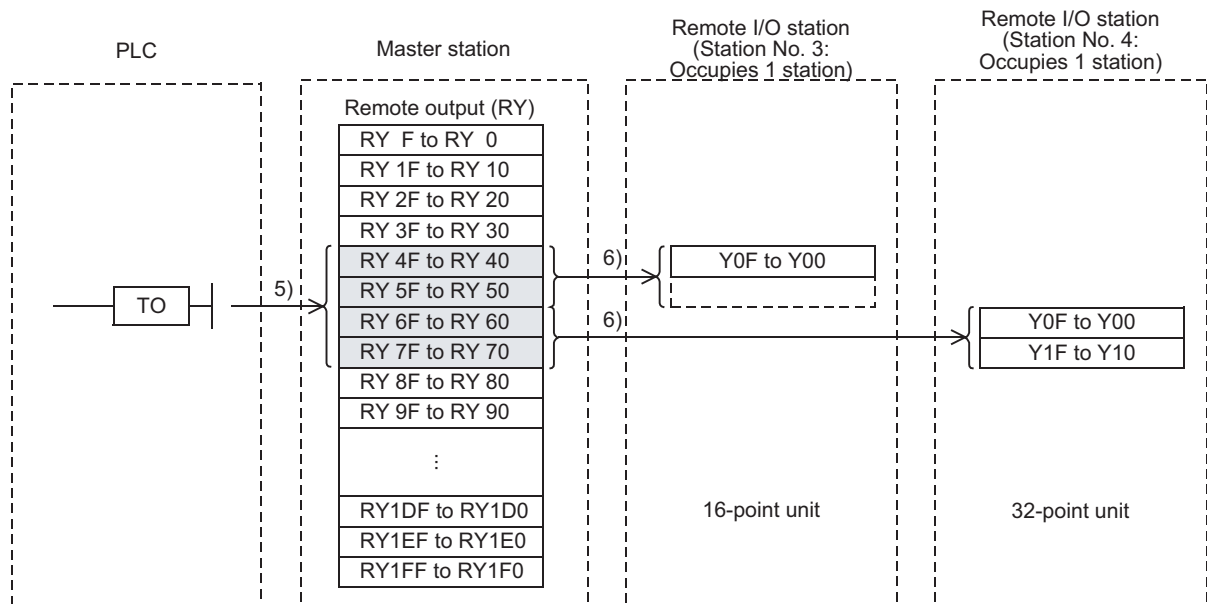 PLC
Master station
Remote I/O station
(Station No. 3:
Occupies 1 station)
Remote I/O station
(Station No. 4:
Occupies 1 station)
Remote output (RY)
RY F to RY 0
RY 1F to RY 10
RY 2F to RY 20
RY 3F to RY 30
RY 4F to RY 40
RY 5F to RY 50
RY 6F to RY 60
RY 7F to RY 70
RY 8F to RY 80
RY 9F to RY 90
⋮
RY1DF to RY1D0
RY1EF to RY1E0
RY1FF to RY1F0
TO
5)
6)
6)
Y0F to Y00
Y0F to Y00
Y1F to Y10
16-point unit
32-point unit